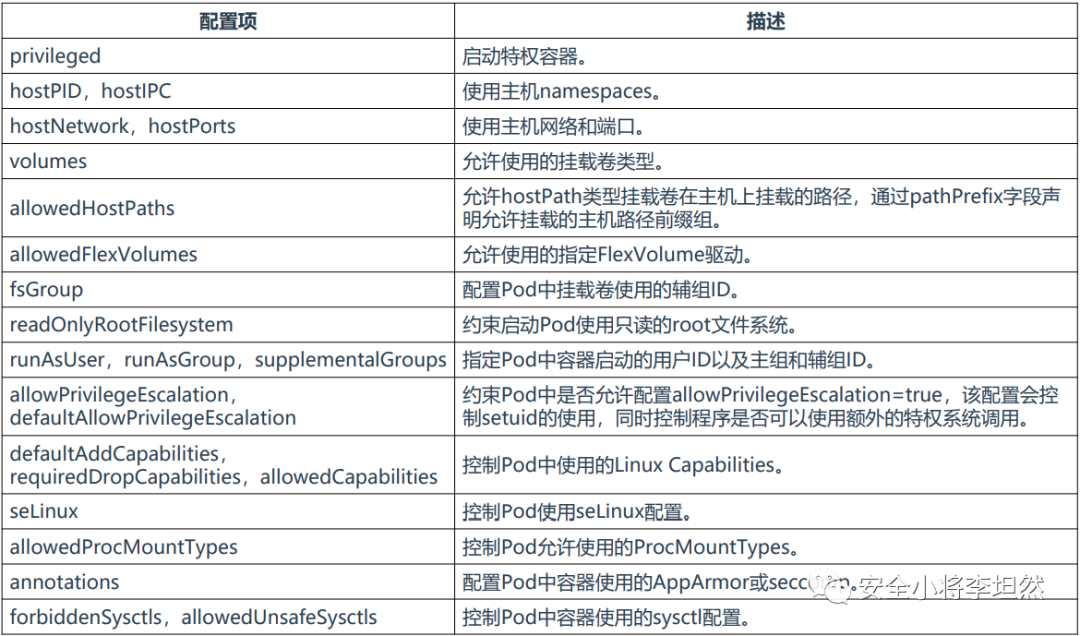 配置项 描述
privileged 启动特权容器。
hostPID，hostIPC 使用主机namespaces。
hostNetwork，hostPorts 使用主机网络和端口。
volumes 允许使用的挂载卷类型。
allowedHostPaths
允许hostPath类型挂载卷在主机上挂载的路径，通过pathPrefix字段声
明允许挂载的主机路径前缀组。
allowedFlexVolumes 允许使用的指定FlexVolume驱动。
fsGroup 配置Pod中挂载卷使用的辅组ID。
readOnlyRootFilesystem 约束启动Pod使用只读的root文件系统。
runAsUser，runAsGroup，supplementalGroups 指定Pod中容器启动的用户ID以及主组和辅组ID。
allowPrivilegeEscalation，
defaultAllowPrivilegeEscalation
约束Pod中是否允许配置allowPrivilegeEscalation=true，该配置会控
制setuid的使用，同时控制程序是否可以使用额外的特权系统调用。
defaultAddCapabilities，
requiredDropCapabilities，allowedCapabilities
控制Pod中使用的Linux Capabilities。
seLinux 控制Pod使用seLinux配置。
allowedProcMountTypes 控制Pod允许使用的ProcMountTypes。
annotations 配置Pod中容器使用的AppArmor或
安全小将李坦然
forbiddenSysctls，allowedUnsafeSysctls 控制Pod中容器使用的sysctl配置。